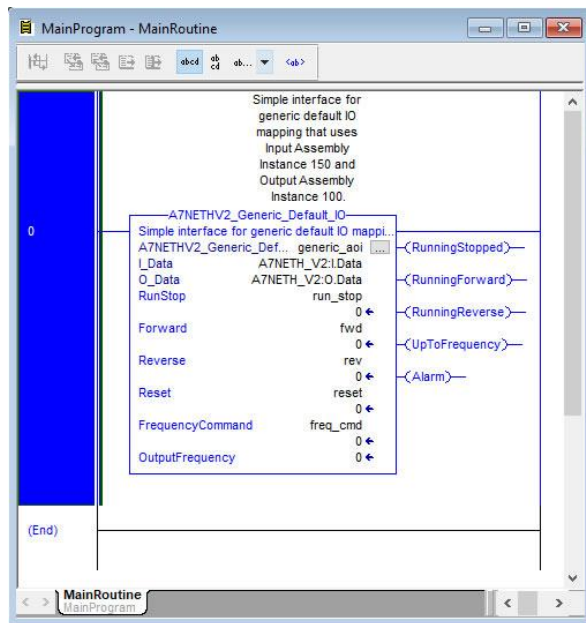 MainProgram - MainRoutine
abcd
ab
cd
ab...
<ab>
Simple interface for
generic default IO
mapping that uses
Input Assembly
Instance 150 and
Output Assembly
Instance 100.
A7NETHV2_Generic_Default_IO
0
Simple interface for generic default IO mappi...
A7NETHV2_Generic_Def... generic_aoi ... (RunningStopped)
I_Data A7NETH_V2:I.Data
O_Data A7NETH_V2:O.Data (RunningForward)
RunStop run_stop
0 (RunningReverse)
Forward fwd
0 (UpToFrequency)
Reverse rev
0 (Alarm)
Reset reset
0
FrequencyCommand freq_cmd
0
OutputFrequency 0
(End)
MainRoutine
MainProgram